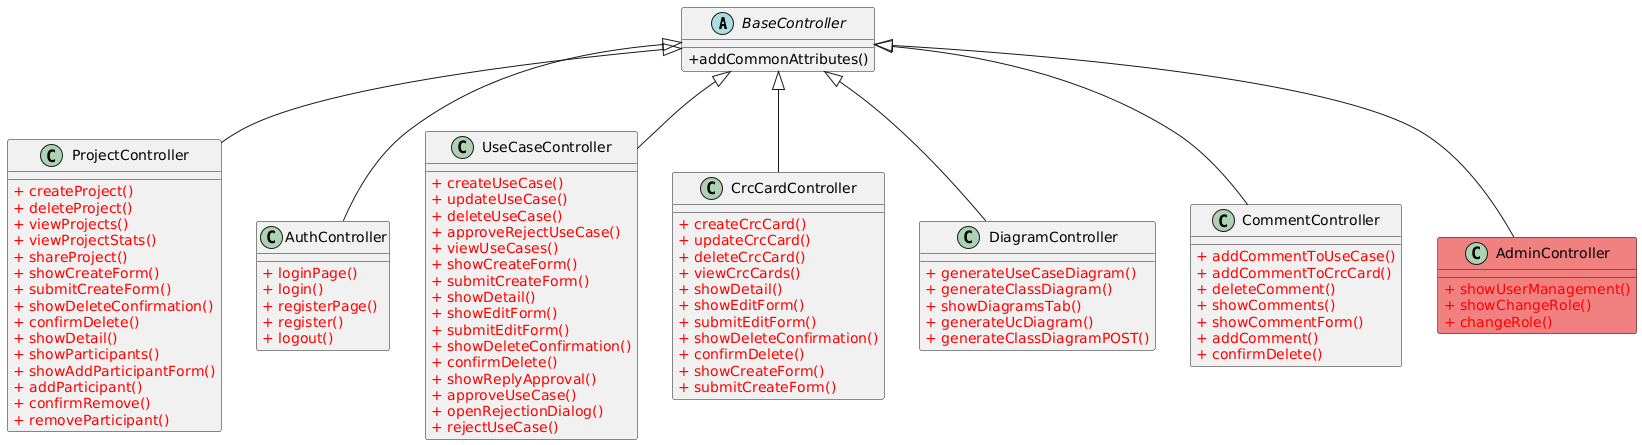 A BaseController
+addCommonAttributes()
C ProjectController
+ createProject()
+ deleteProject()
+ viewProjects()
+ viewProjectStats()
+ shareProject()
+ showCreateForm()
+ submitCreateForm()
+ showDeleteConfirmation()
+ confirmDelete()
+ showDetail()
+ showParticipants()
+ showAddParticipantForm()
+ addParticipant()
+ confirmRemove()
+ removeParticipant()
C AuthController
+ loginPage()
+ login()
+ registerPage()
+ register()
+ logout()
C UseCaseController
+ createUseCase()
+ updateUseCase()
+ deleteUseCase()
+ approveRejectUseCase()
+ viewUseCases()
+ showCreateForm()
+ submitCreateForm()
+ showDetail()
+ showEditForm()
+ submitEditForm()
+ showDeleteConfirmation()
+ confirmDelete()
+ showReplyApproval()
+ approveUseCase()
+ openRejectionDialog()
+ rejectUseCase()
C CrcCardController
+ createCrcCard()
+ updateCrcCard()
+ deleteCrcCard()
+ viewCrcCards()
+ showDetail()
+ showEditForm()
+ submitEditForm()
+ showDeleteConfirmation()
+ confirmDelete()
+ showCreateForm()
+ submitCreateForm()
C DiagramController
+ generateUseCaseDiagram()
+ generateClassDiagram()
+ showDiagramsTab()
+ generateUcDiagram()
+ generateClassDiagramPOST()
C CommentController
+ addCommentToUseCase()
+ addCommentToCrcCard()
+ deleteComment()
+ showComments()
+ showCommentForm()
+ addComment()
+ confirmDelete()
C AdminController
+ showUserManagement()
+ showChangeRole()
+ changeRole()